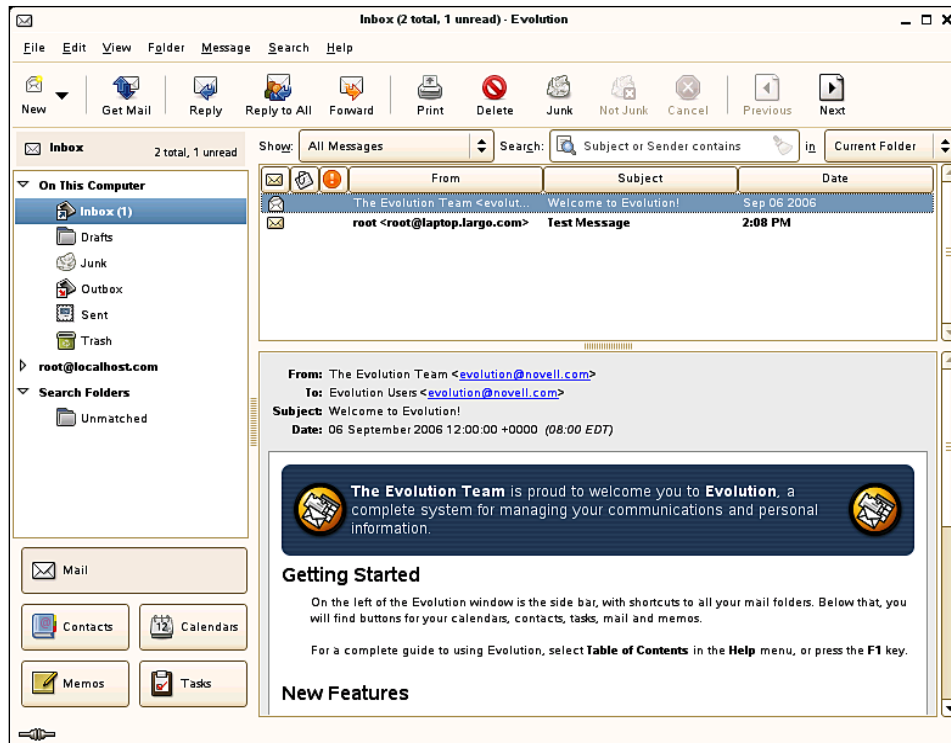 Inbox (2 total, 1 unread) - Evolution
File Edit View Folder Message Search Help
New Get Mail Reply Reply to All Forward Print Delete Junk Not Junk Cancel Previous Next
Inbox 2 total, 1 unread
Show: All Messages Search: Subject or Sender contains in Current Folder
On This Computer
Inbox (1)
Drafts
Junk
Outbox
Sent
Trash
root@localhost.com
Search Folders
Unmatched
From Subject Date
The Evolution Team <evolut... Welcome to Evolution! Sep 06 2006
root <root@laptop.largo.com> Test Message 2:08 PM
From: The Evolution Team <evolution@novell.com>
To: Evolution Users <evolution@novell.com>
Subject: Welcome to Evolution!
Date: 06 September 2006 12:00:00 +0000 (08:00 EDT)
The Evolution Team is proud to welcome you to Evolution, a
complete system for managing your communications and personal
information.
Getting Started
On the left of the Evolution window is the side bar, with shortcuts to all your mail folders. Below that, you
will find buttons for your calendars, contacts, tasks, mail and memos.
For a complete guide to using Evolution, select Table of Contents in the Help menu, or press the F1 key.
New Features
Mail
Contacts 12 Calendars
Memos Tasks